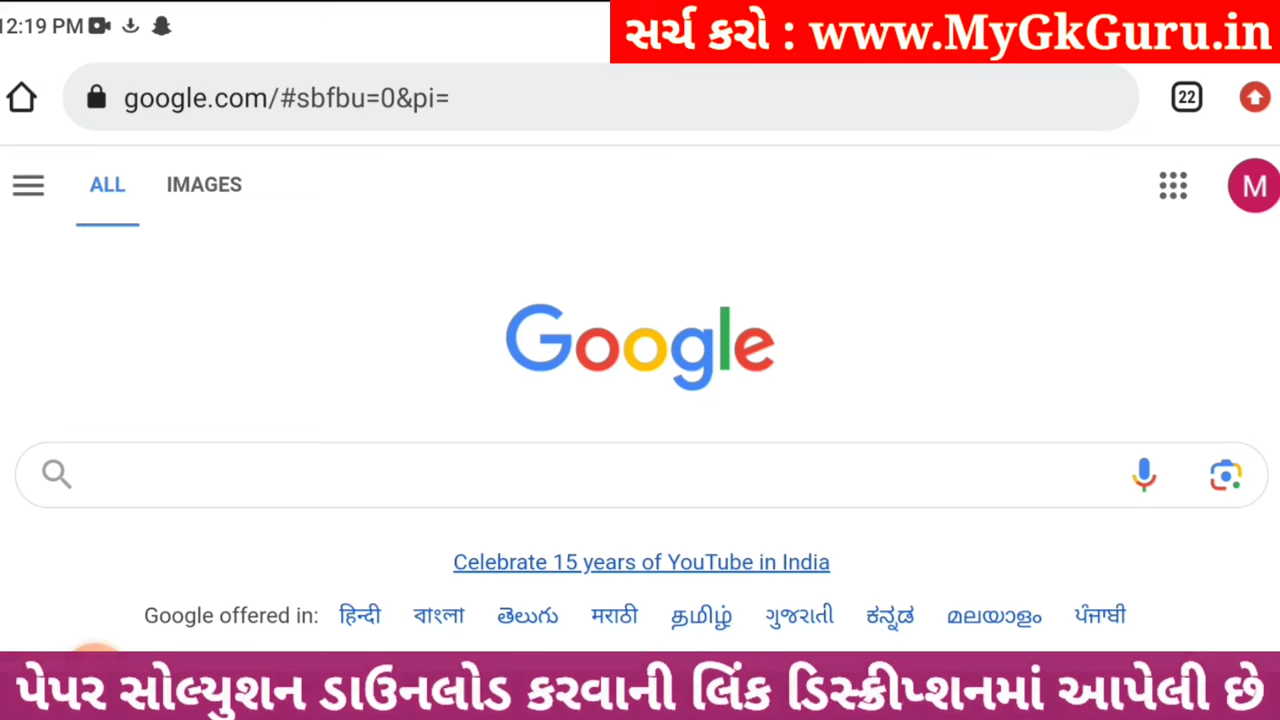 12:19 PM
સર્ચ કરો : www.MyGkGuru.in
google.com/#sbfbu=0&pi=
22
ALL IMAGES
M
Google
Celebrate 15 years of YouTube in India
Google offered in: हिन्दी বাংলা తెలుగు मराठी தமிழ் ગુજરાતી ಕನ್ನಡ മലയാളം ਪੰਜਾਬੀ
પેપર સોલ્યુશન ડાઉનલોડ કરવાની લિંક ડિસ્ક્રીપ્શનમાં આપેલી છે